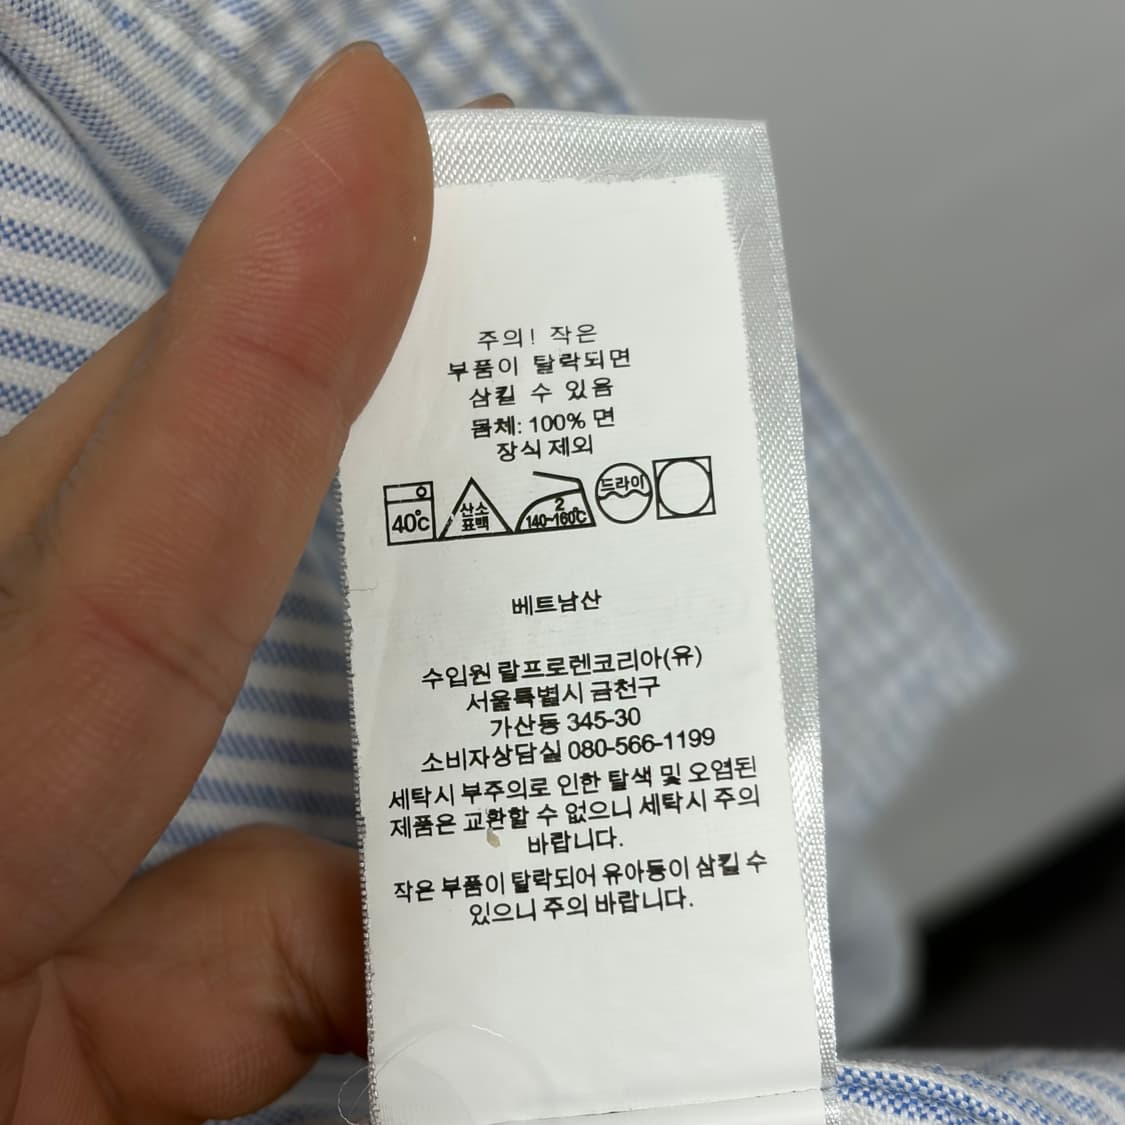 주의! 작은
부품이 탈락되면
삼킬 수 있음
몸체: 100% 면
장식 제외
40℃ 산소 2 드라이
표백 140~160℃
베트남산
수입원 랄프로렌코리아(유)
서울특별시 금천구
가산동 345-30
소비자상담실 080-566-1199
세탁시 부주의로 인한 탈색 및 오염된
제품은 교환할 수 없으니 세탁시 주의
바랍니다.
작은 부품이 탈락되어 유아등이 삼킬 수
있으니 주의 바랍니다.